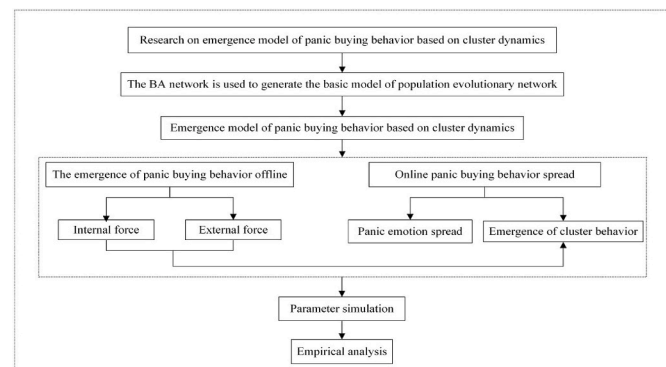 Research on emergence model of panic buying behavior based on cluster dynamics
The BA network is used to generate the basic model of population evolutionary network
Emergence model of panic buying behavior based on cluster dynamics
The emergence of panic buying behavior offline
Online panic buying behavior spread
Internal force
External force
Panic emotion spread
Emergence of cluster behavior
Parameter simulation
Empirical analysis